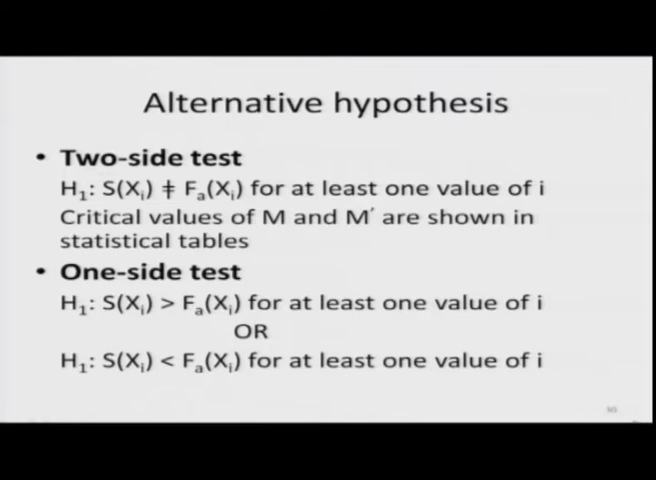 Alternative hypothesis
• Two-side test
H₁: S(Xᵢ) ǂ Fₐ(Xᵢ) for at least one value of i
Critical values of M and M′ are shown in
statistical tables
• One-side test
H₁: S(Xᵢ) > Fₐ(Xᵢ) for at least one value of i
OR
H₁: S(Xᵢ) < Fₐ(Xᵢ) for at least one value of i